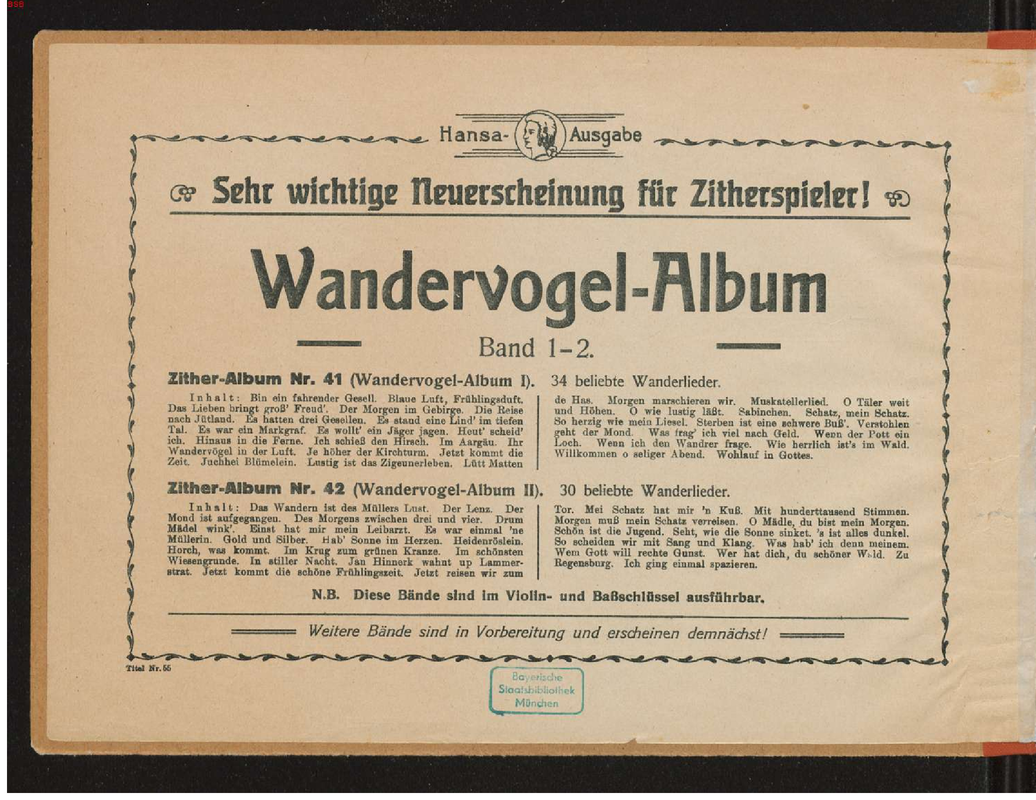 858
Hansa- Ausgabe
Sehr wichtige Neuerscheinung für Zitherspieler!
Wandervogel-Album
Band 1-2.
Zither-Album Nr. 41 (Wandervogel-Album I). 34 beliebte Wanderlieder.
Inhalt: Bin ein fahrender Gesell. Blaue Luft, Frühlingsduft.
Das Lieben bringt groß' Freud'. Der Morgen im Gebirge. Die Reise
nach Jütland. Es hatten drei Gesellen. Es stand eine Lind' im tiefen
Tal. Es war ein Markgraf. Es wollt' ein Jäger jagen. Heut' scheid'
ich. Hinaus in die Ferne. Ich schieß den Hirsch. Im Aargäu. Ihr
Wandervögel in der Luft. Je höher der Kirchturm. Jetzt kommt die
Zeit. Juchhei Blümelein. Lustig ist das Zigeunerleben. Lütt Matten
de Has. Morgen marschieren wir. Muskatellerlied. O Täler weit
und Höhen. O wie lustig läßt. Sabinchen. Schatz, mein Schatz.
So herzig wie mein Liesel. Sterben ist eine schwere Buß'. Verstohlen
geht der Mond. Was frag' ich viel nach Geld. Wenn der Pott ein
Loch. Wenn ich den Wandrer frage. Wie herrlich ist's im Wald.
Willkommen o seliger Abend. Wohlauf in Gottes.
Zither-Album Nr. 42 (Wandervogel-Album II). 30 beliebte Wanderlieder.
Inhalt: Das Wandern ist des Müllers Lust. Der Lenz. Der
Mond ist aufgegangen. Des Morgens zwischen drei und vier. Drum
Mädel wink'. Einst hat mir mein Leibarzt. Es war einmal 'ne
Müllerin. Gold und Silber. Hab' Sonne im Herzen. Heidenröslein.
Horch, was kommt. Im Krug zum grünen Kranze. Im schönsten
Wiesengrunde. In stiller Nacht. Jan Hinnerk wahnt up Lammer-
strat. Jetzt kommt die schöne Frühlingszeit. Jetzt reisen wir zum
Tor. Mei Schatz hat mir 'n Kuß. Mit hunderttausend Stimmen.
Morgen muß mein Schatz verreisen. O Mädle, du bist mein Morgen.
Schön ist die Jugend. Seht, wie die Sonne sinket. 's ist alles dunkel.
So scheiden wir mit Sang und Klang. Was hab' ich denn meinem.
Wem Gott will rechte Gunst. Wer hat dich, du schöner Wald. Zu
Regensburg. Ich ging einmal spazieren.
N.B. Diese Bände sind im Violin- und Baßschlüssel ausführbar.
Weitere Bände sind in Vorbereitung und erscheinen demnächst!
Titel Nr. 55
Bayerische
Staatsbibliothek
München